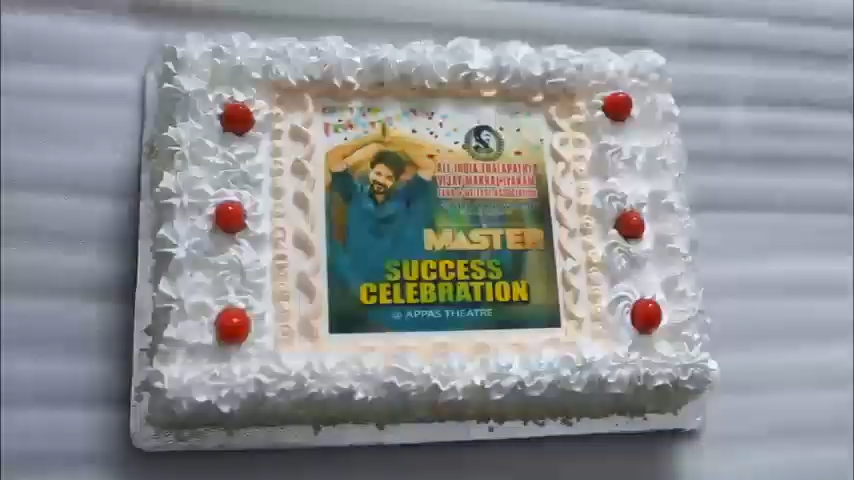 ALL INDIA THALAPATHY
VIJAY MAKKAL IYAKKAM
MASTER
SUCCESS
CELEBRATION
@ APPAS THEATRE